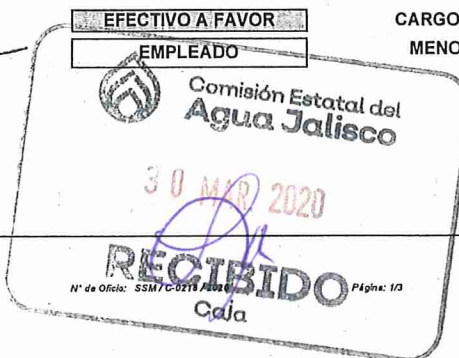 EFECTIVO A FAVOR
CARGO
EMPLEADO
MENO
Comisión Estatal del
Agua Jalisco
30 MAR 2020
RECIBIDO
N° de Oficio: SSM / C-0218 / 2020
Página: 1/3
Caja